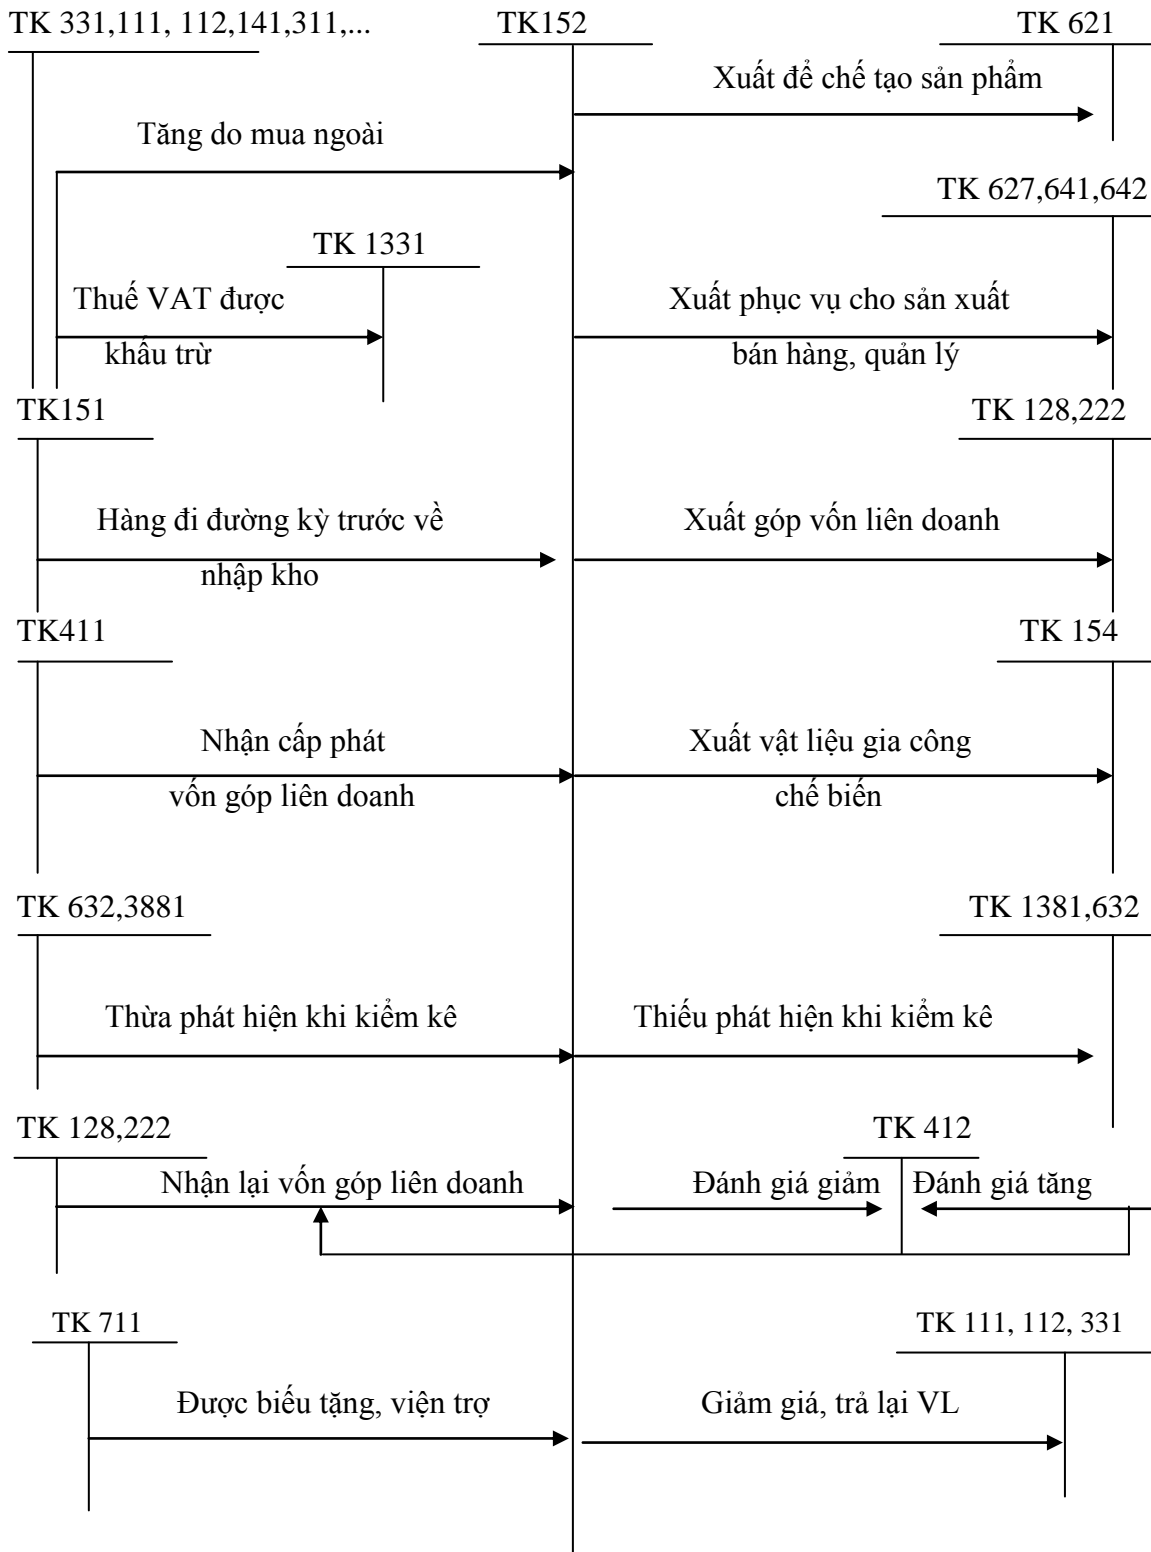 TK 331,111, 112,141,311,...
TK152
TK 621
Xuất để chế tạo sản phẩm
Tăng do mua ngoài
TK 627,641,642
TK 1331
Thuế VAT được
khấu trừ
Xuất phục vụ cho sản xuất
bán hàng, quản lý
TK151
TK 128,222
Hàng đi đường kỳ trước về
nhập kho
Xuất góp vốn liên doanh
TK411
TK 154
Nhận cấp phát
vốn góp liên doanh
Xuất vật liệu gia công
chế biến
TK 632,3881
TK 1381,632
Thừa phát hiện khi kiểm kê
Thiếu phát hiện khi kiểm kê
TK 128,222
TK 412
Nhận lại vốn góp liên doanh
Đánh giá giảm
Đánh giá tăng
TK 711
TK 111, 112, 331
Được biếu tặng, viện trợ
Giảm giá, trả lại VL